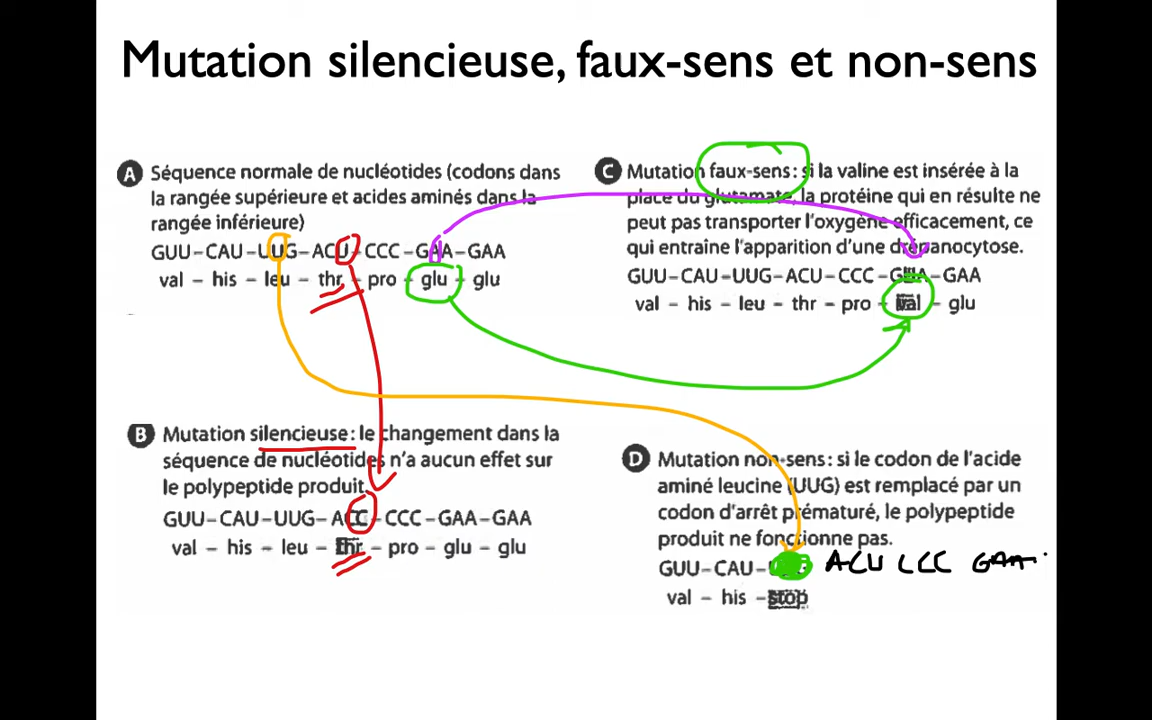 Mutation silencieuse, faux-sens et non-sens
A Séquence normale de nucléotides (codons dans
la rangée supérieure et acides aminés dans la
rangée inférieure)
GUU–CAU–UUG–ACU–CCC–GAA–GAA
val – his – leu – thr – pro – glu – glu
C Mutation faux-sens : si la valine est insérée à la
place du glutamate, la protéine qui en résulte ne
peut pas transporter l'oxygène efficacement, ce
qui entraîne l'apparition d'une drépanocytose.
GUU–CAU–UUG–ACU–CCC–GUA–GAA
val – his – leu – thr – pro – val – glu
B Mutation silencieuse : le changement dans la
séquence de nucléotides n'a aucun effet sur
le polypeptide produit.
GUU–CAU–UUG–ACC–CCC–GAA–GAA
val – his – leu – thr – pro – glu – glu
D Mutation non-sens : si le codon de l'acide
aminé leucine (UUG) est remplacé par un
codon d'arrêt prématuré, le polypeptide
produit ne fonctionne pas.
GUU–CAU– ACU CCC GAA
val – his – stop